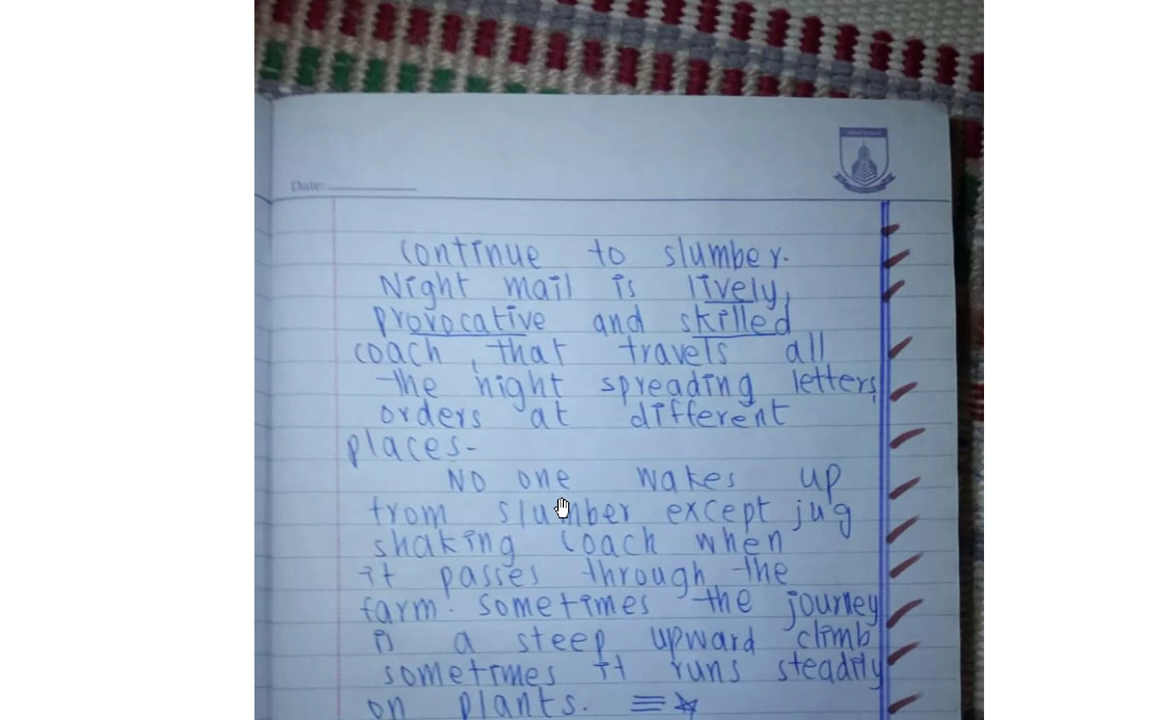 Date:
continue to slumber.
Night mail is lively,
provocative and skilled
coach, that travels all
the night spreading letters,
orders at different
places-
No one wakes up
from slumber except jug
shaking coach when
it passes through the
farm. sometimes the journey
is a steep upward climb
sometimes it runs steadily
on plants.